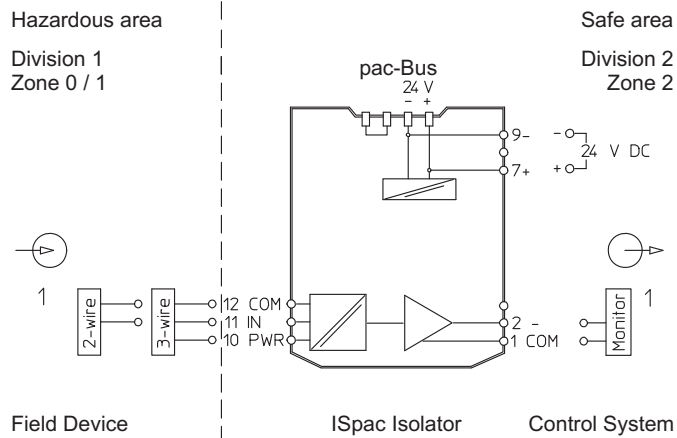 Hazardous area
Safe area
Division 1
Zone 0 / 1
Division 2
Zone 2
pac-Bus
24 V
- +
9-
-
24 V DC
7+
+
1
1
2-wire
3-wire
12 COM
11 IN
10 PWR
2 -
1 COM
Monitor
Field Device
ISpac Isolator
Control System